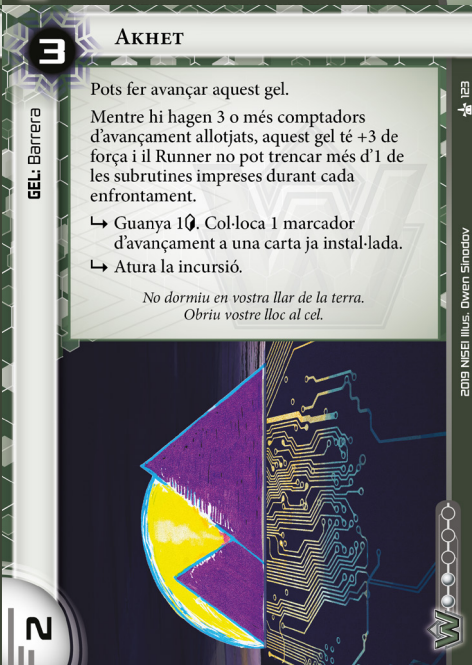 3
AKHET
GEL: Barrera
Pots fer avançar aquest gel.
Mentre hi hagen 3 o més comptadors
d'avançament allotjats, aquest gel té +3 de
força i il Runner no pot trencar més d'1 de
les subrutines impreses durant cada
enfrontament.
↳ Guanya 1. Col·loca 1 marcador
d'avançament a una carta ja instal·lada.
↳ Atura la incursió.
No dormiu en vostra llar de la terra.
Obriu vostre lloc al cel.
123
2019 NISEI Illus. Owen Sinodov
2